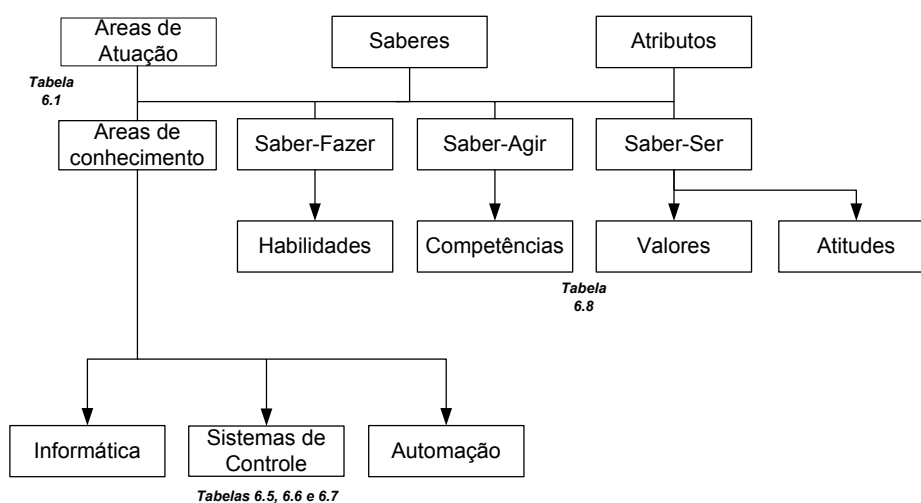 Areas de
Atuação
Saberes
Atributos
Tabela
6.1
Areas de
conhecimento
Saber-Fazer
Saber-Agir
Saber-Ser
Habilidades
Competências
Valores
Atitudes
Tabela
6.8
Informática
Sistemas de
Controle
Automação
Tabelas 6.5, 6.6 e 6.7